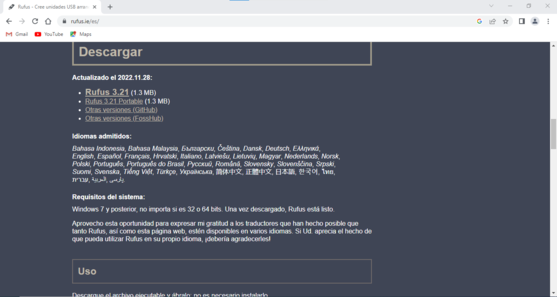 Rufus - Cree unidades USB arran
rufus.ie/es/
Gmail
YouTube
Maps
Descargar
Actualizado el 2022.11.28:
Rufus 3.21 (1.3 MB)
Rufus 3.21 Portable (1.3 MB)
Otras versiones (GitHub)
Otras versiones (FossHub)
Idiomas admitidos:
Bahasa Indonesia, Bahasa Malaysia, Български, Čeština, Dansk, Deutsch, Ελληνικά,
English, Español, Français, Hrvatski, Italiano, Latviešu, Lietuvių, Magyar, Nederlands, Norsk,
Polski, Português, Português do Brasil, Русский, Română, Slovensky, Slovenščina, Srpski,
Suomi, Svenska, Tiếng Việt, Türkçe, Українська, 简体中文, 正體中文, 日本語, 한국어, ไทย,
עברית, العربية, پارسی.
Requisitos del sistema:
Windows 7 y posterior, no importa si es 32 o 64 bits. Una vez descargado, Rufus está listo.
Aprovecho esta oportunidad para expresar mi gratitud a los traductores que han hecho posible que
tanto Rufus, así como esta página web, estén disponibles en varios idiomas. Si Ud. aprecia el hecho de
que pueda utilizar Rufus en su propio idioma, ¡debería agradecerles!
Uso
Descargue el archivo ejecutable y ábralo: no es necesario instalarlo.